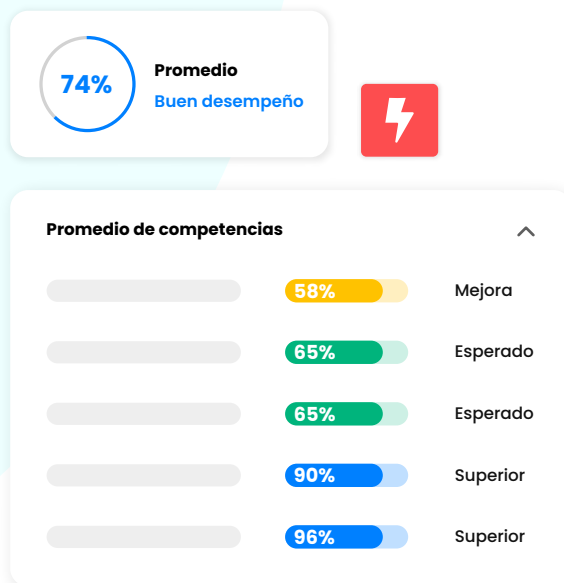 74%
Promedio
Buen desempeño
Promedio de competencias
58% Mejora
65% Esperado
65% Esperado
90% Superior
96% Superior